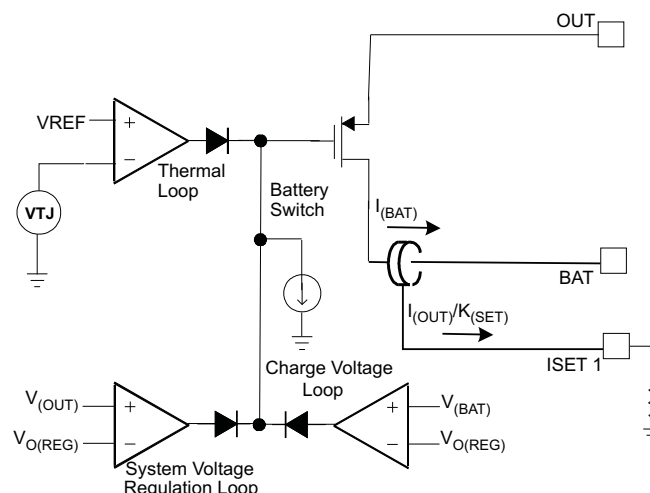 OUT
VREF
+
−
Thermal
Loop
VTJ
Battery
Switch
I(BAT)
BAT
I(OUT)/K(SET)
ISET 1
Charge Voltage
Loop
V(OUT)
+
VO(REG)
−
+
V(BAT)
−
VO(REG)
System Voltage
Regulation Loop